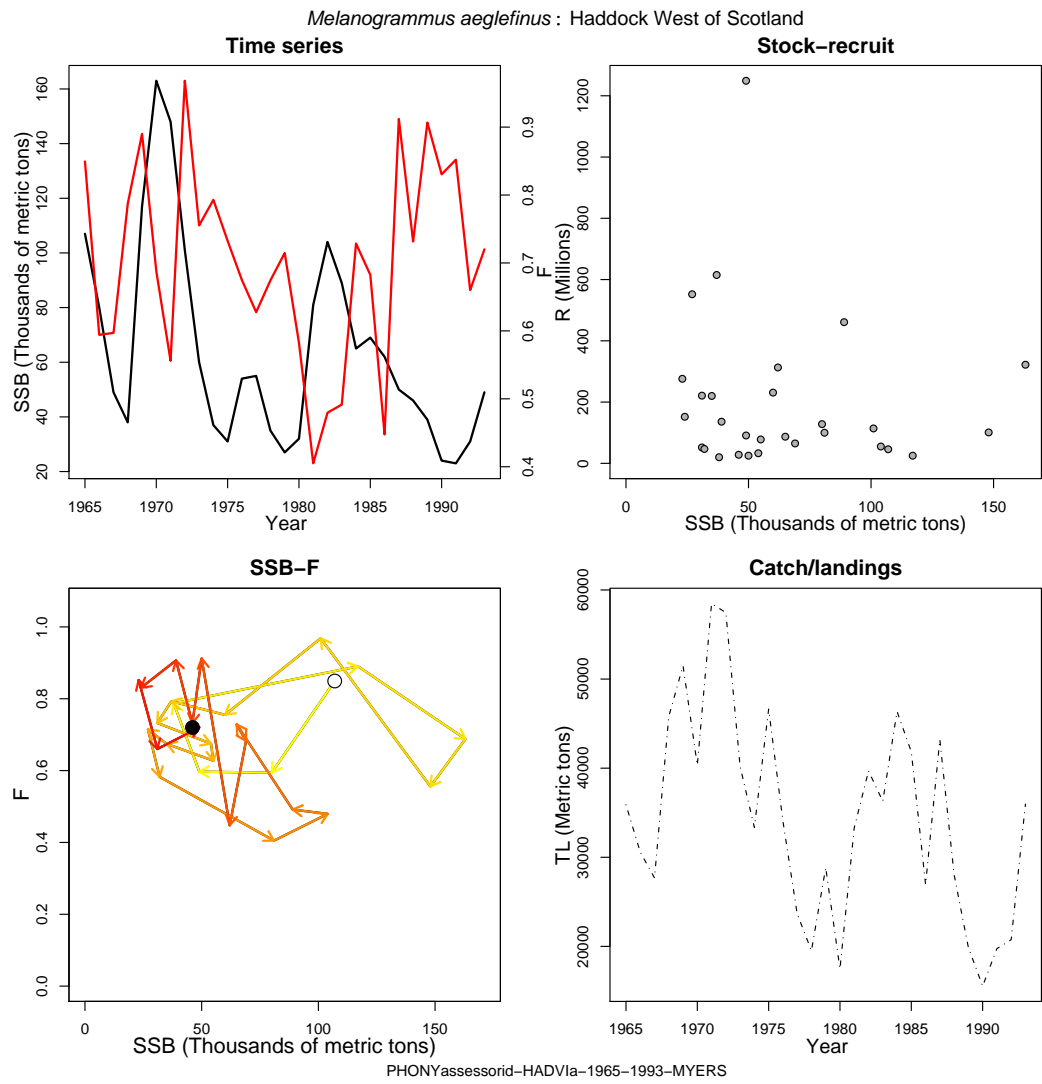 Melanogrammus aeglefinus : Haddock West of Scotland
Time series
SSB (Thousands of metric tons)
20 40 60 80 100 120 140 160
F
0.4 0.5 0.6 0.7 0.8 0.9
1965 1970 1975 1980 1985 1990
Year
Stock−recruit
R (Millions)
0 200 400 600 800 1000 1200
0 50 100 150
SSB (Thousands of metric tons)
SSB−F
F
0.0 0.2 0.4 0.6 0.8 1.0
0 50 100 150
SSB (Thousands of metric tons)
Catch/landings
TL (Metric tons)
20000 30000 40000 50000 60000
1965 1970 1975 1980 1985 1990
Year
PHONYassessorid−HADVIa−1965−1993−MYERS